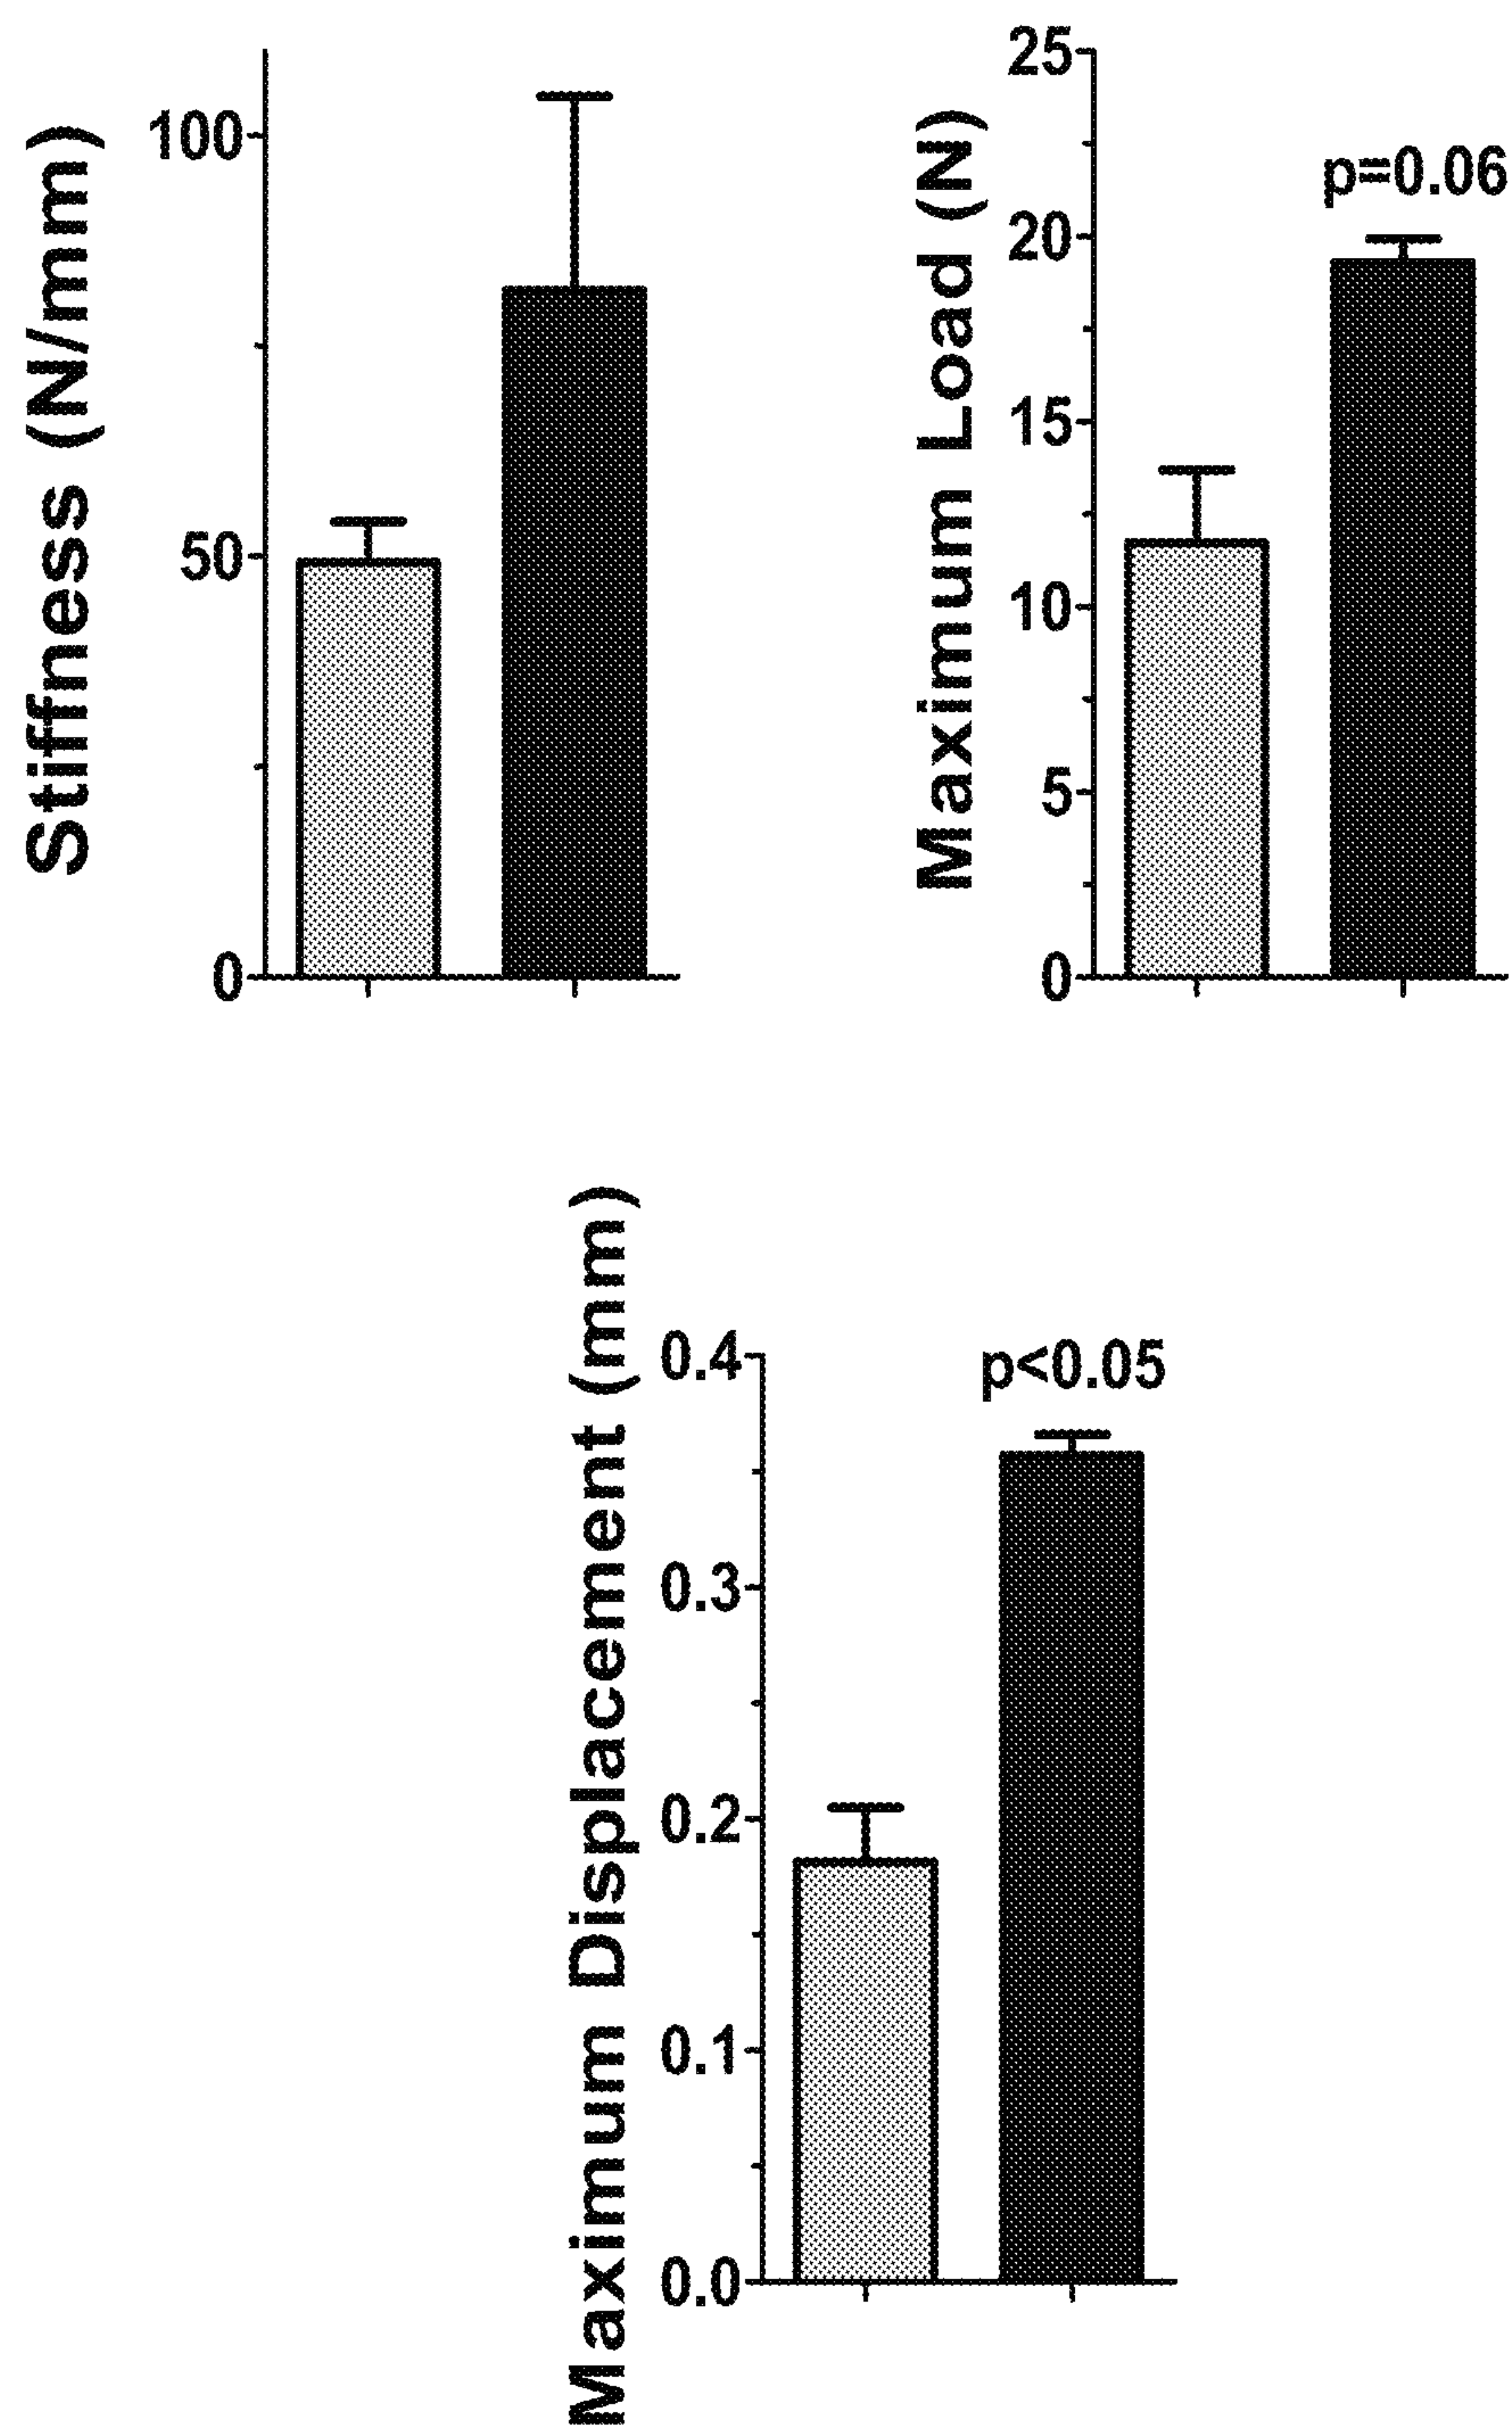 Stiffness (N/mm)
100
50
0
Maximum Load (N)
25
20
15
10
5
0
p=0.06
Maximum Displacement (mm)
0.4
0.3
0.2
0.1
0.0
p<0.05